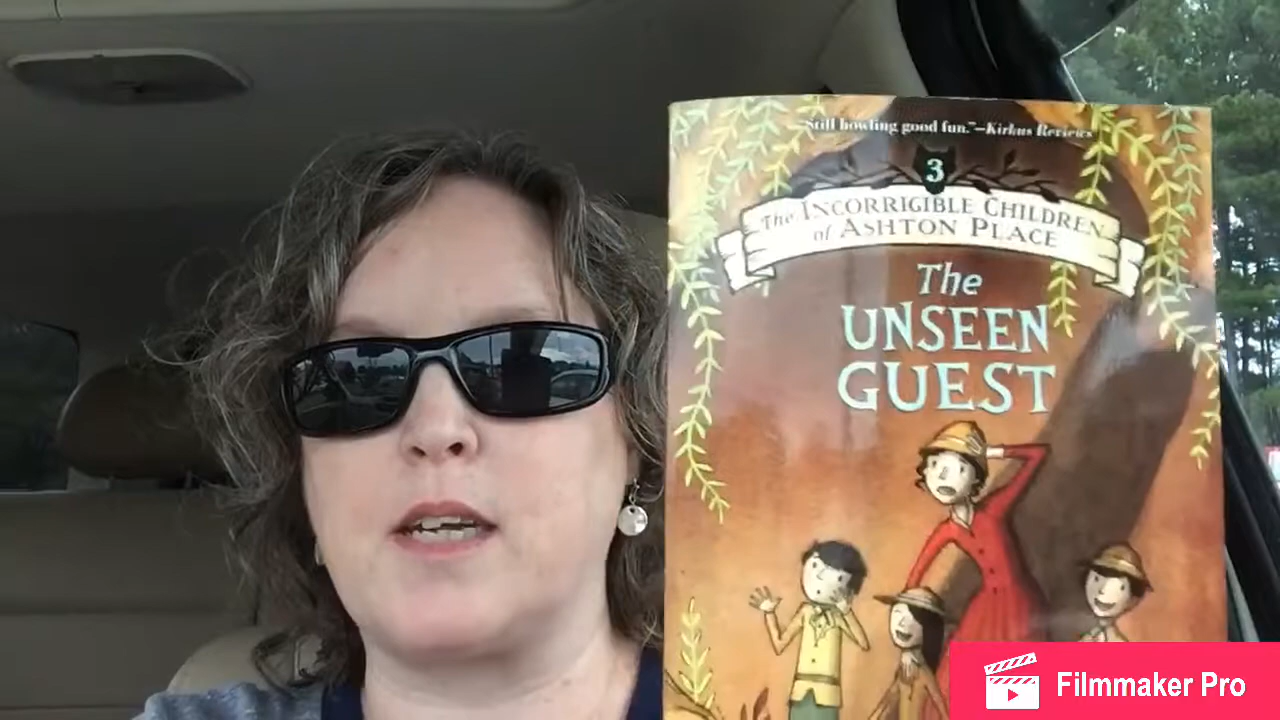 "Still howling good fun."—Kirkus Reviews
3
The INCORRIGIBLE CHILDREN
of ASHTON PLACE
The
UNSEEN
GUEST
Filmmaker Pro